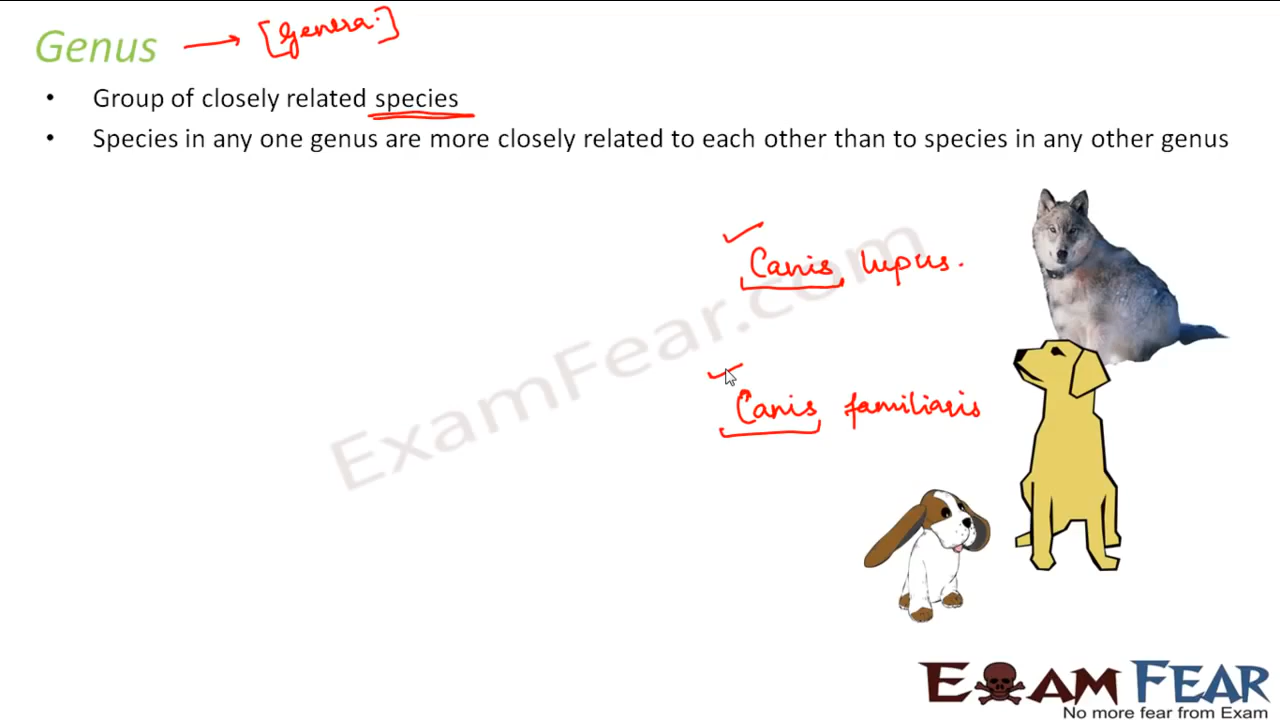 Genus → [Genera.]
• Group of closely related species
• Species in any one genus are more closely related to each other than to species in any other genus
Canis lupus.
ExamFear.com
Canis familiaris
EXAM FEAR
No more fear from Exam